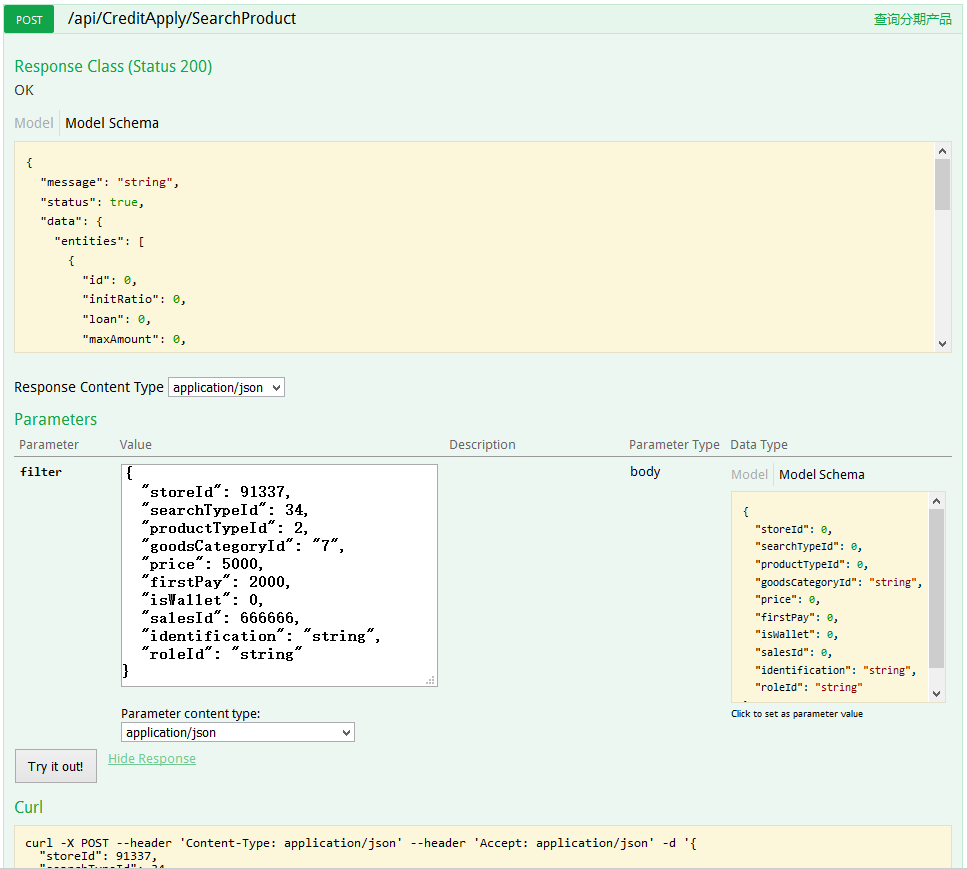 POST /api/CreditApply/SearchProduct 查询分期产品
Response Class (Status 200)
OK
Model Model Schema
{
"message": "string",
"status": true,
"data": {
"entities": [
{
"id": 0,
"initRatio": 0,
"loan": 0,
"maxAmount": 0,
Response Content Type application/json
Parameters
Parameter Value Description Parameter Type Data Type
filter
{
"storeId": 91337,
"searchTypeId": 34,
"productTypeId": 2,
"goodsCategoryId": "7",
"price": 5000,
"firstPay": 2000,
"isWallet": 0,
"salesId": 666666,
"identification": "string",
"roleId": "string"
}
body
Model Model Schema
{
"storeId": 0,
"searchTypeId": 0,
"productTypeId": 0,
"goodsCategoryId": "string",
"price": 0,
"firstPay": 0,
"isWallet": 0,
"salesId": 0,
"identification": "string",
"roleId": "string"
Click to set as parameter value
Parameter content type:
application/json
Try it out! Hide Response
Curl
curl -X POST --header 'Content-Type: application/json' --header 'Accept: application/json' -d '{
"storeId": 91337,